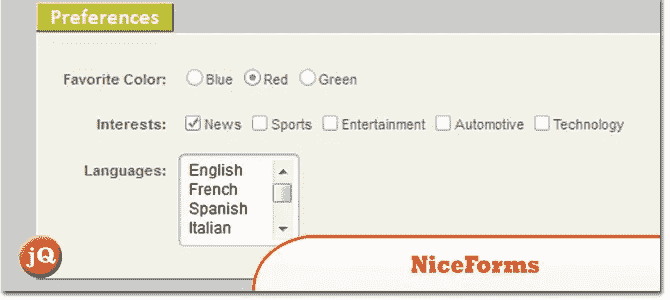 Preferences
Favorite Color: Blue Red Green
Interests: News Sports Entertainment Automotive Technology
Languages: English
French
Spanish
Italian
jQ
NiceForms